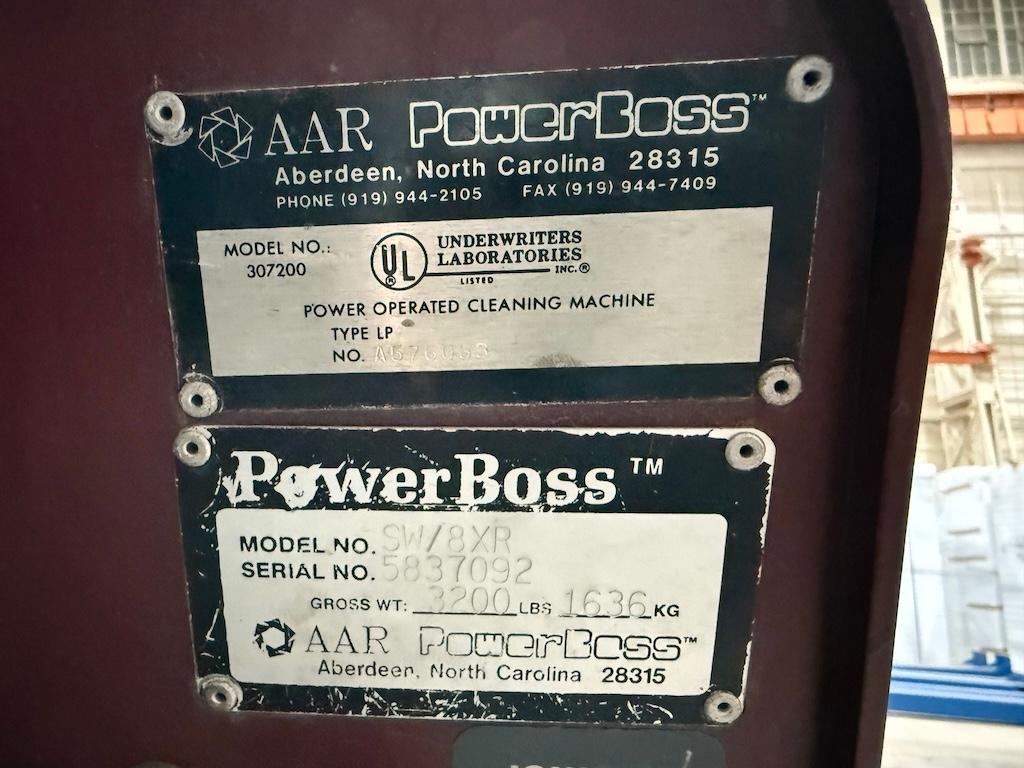 AAR PowerBoss™
Aberdeen, North Carolina 28315
PHONE (919) 944-2105 FAX (919) 944-7409
MODEL NO.:
307200
UL ®
UNDERWRITERS
LABORATORIES
INC.®
LISTED
POWER OPERATED CLEANING MACHINE
TYPE LP
NO.
PowerBoss™
MODEL NO. SW/8XR
SERIAL NO. 5837092
GROSS WT: 3200 LBS 1636 KG
AAR PowerBoss™
Aberdeen, North Carolina 28315